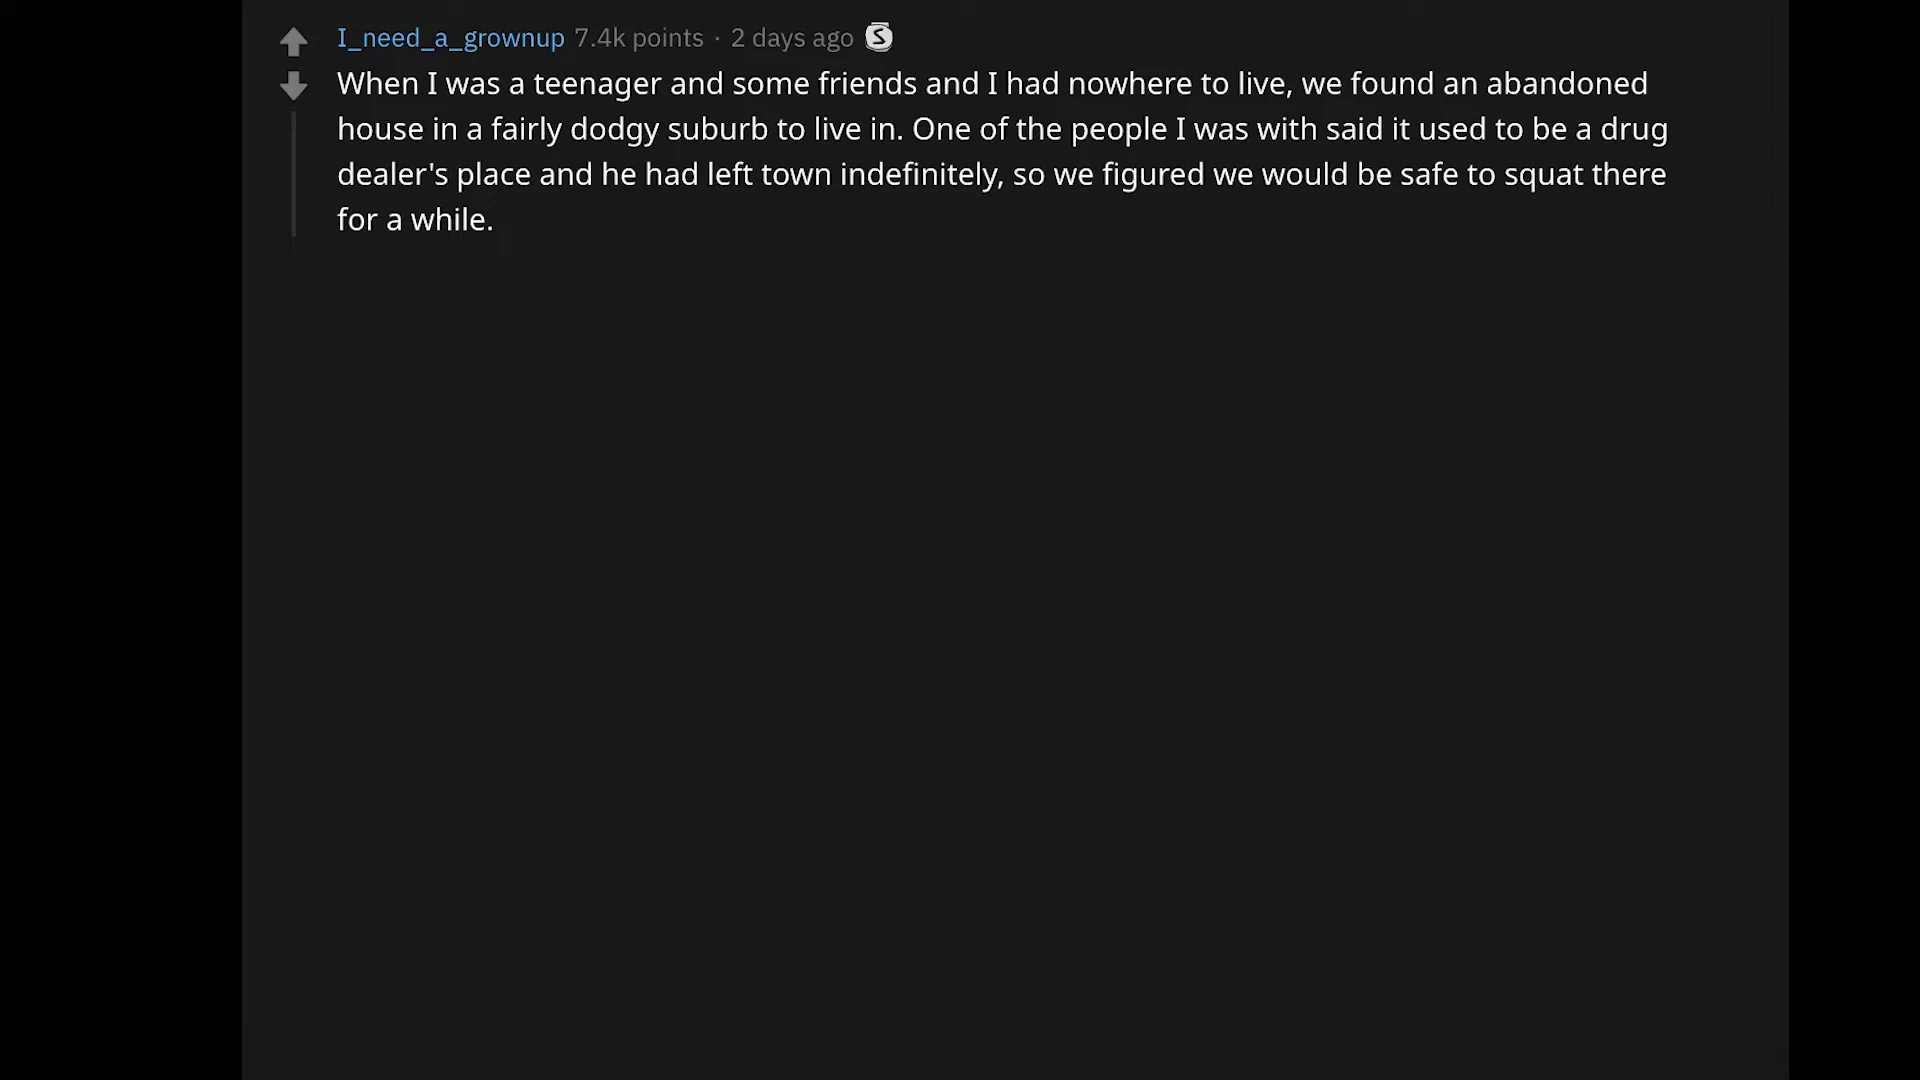 I_need_a_grownup 7.4k points · 2 days ago S
When I was a teenager and some friends and I had nowhere to live, we found an abandoned
house in a fairly dodgy suburb to live in. One of the people I was with said it used to be a drug
dealer's place and he had left town indefinitely, so we figured we would be safe to squat there
for a while.